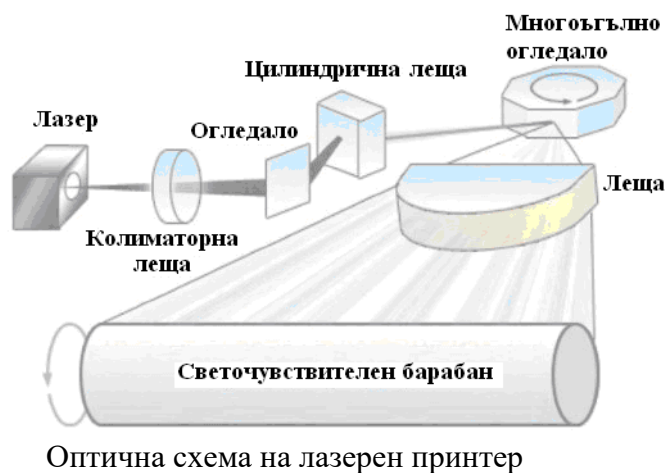 Многоъгълно
огледало
Цилиндрична леща
Лазер
Огледало
Леща
Колиматорна
леща
Светочувствителен барабан
Оптична схема на лазерен принтер